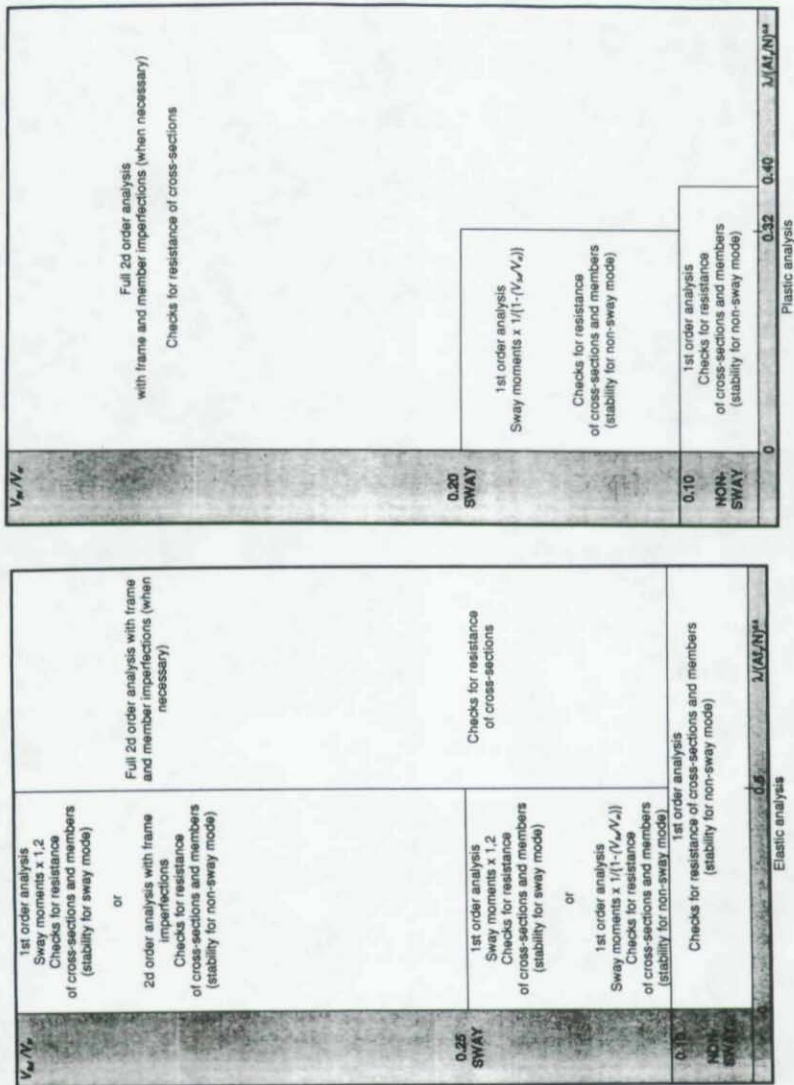 V_Sd/V_cr
Full 2d order analysis
with frame and member imperfections (when necessary)
Checks for resistance of cross-sections
0.20
SWAY
1st order analysis
Sway moments x 1/[1-(V_Sd/V_cr)]
Checks for resistance
of cross-sections and members
(stability for non-sway mode)
0.10
NON-
SWAY
1st order analysis
Checks for resistance
of cross-sections and members
(stability for non-sway mode)
0
0.32
0.40
Plastic analysis
V_Sd/V_cr
1st order analysis
Sway moments x 1,2
Checks for resistance
of cross-sections and members
(stability for sway mode)
or
2d order analysis with frame
imperfections
Checks for resistance
of cross-sections and members
(stability for non-sway mode)
Full 2d order analysis with frame
and member imperfections (when
necessary)
Checks for resistance
of cross-sections
0.25
SWAY
1st order analysis
Sway moments x 1,2
Checks for resistance
of cross-sections and members
(stability for sway mode)
or
1st order analysis
Sway moments x 1/[1-(V_Sd/V_cr)]
Checks for resistance
of cross-sections and members
(stability for non-sway mode)
0.10
NON-
SWAY
1st order analysis
Checks for resistance of cross-sections and members
(stability for non-sway mode)
Elastic analysis